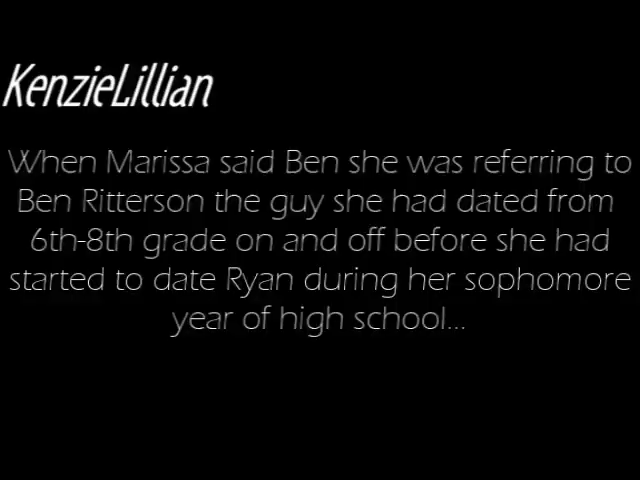 KenzieLillian
When Marissa said Ben she was referring to
Ben Ritterson the guy she had dated from
6th-8th grade on and off before she had
started to date Ryan during her sophomore
year of high school...